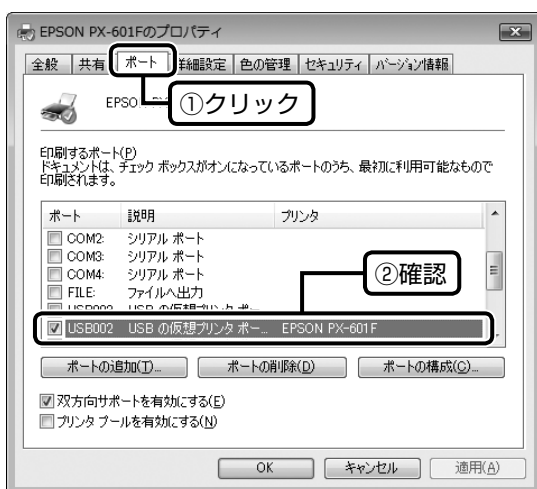 EPSON PX-601Fのプロパティ
全般 共有 ポート 詳細設定 色の管理 セキュリティ バージョン情報
①クリック
印刷するポート(P)
ドキュメントは、チェック ボックスがオンになっているポートのうち、最初に利用可能なもので
印刷されます。
ポート 説明 プリンタ
COM2: シリアル ポート
COM3: シリアル ポート
COM4: シリアル ポート
FILE: ファイルへ出力
②確認
USB002 USB の仮想プリンタ ポー... EPSON PX-601F
ポートの追加(T)... ポートの削除(D) ポートの構成(C)...
双方向サポートを有効にする(E)
プリンタ プールを有効にする(N)
OK キャンセル 適用(A)